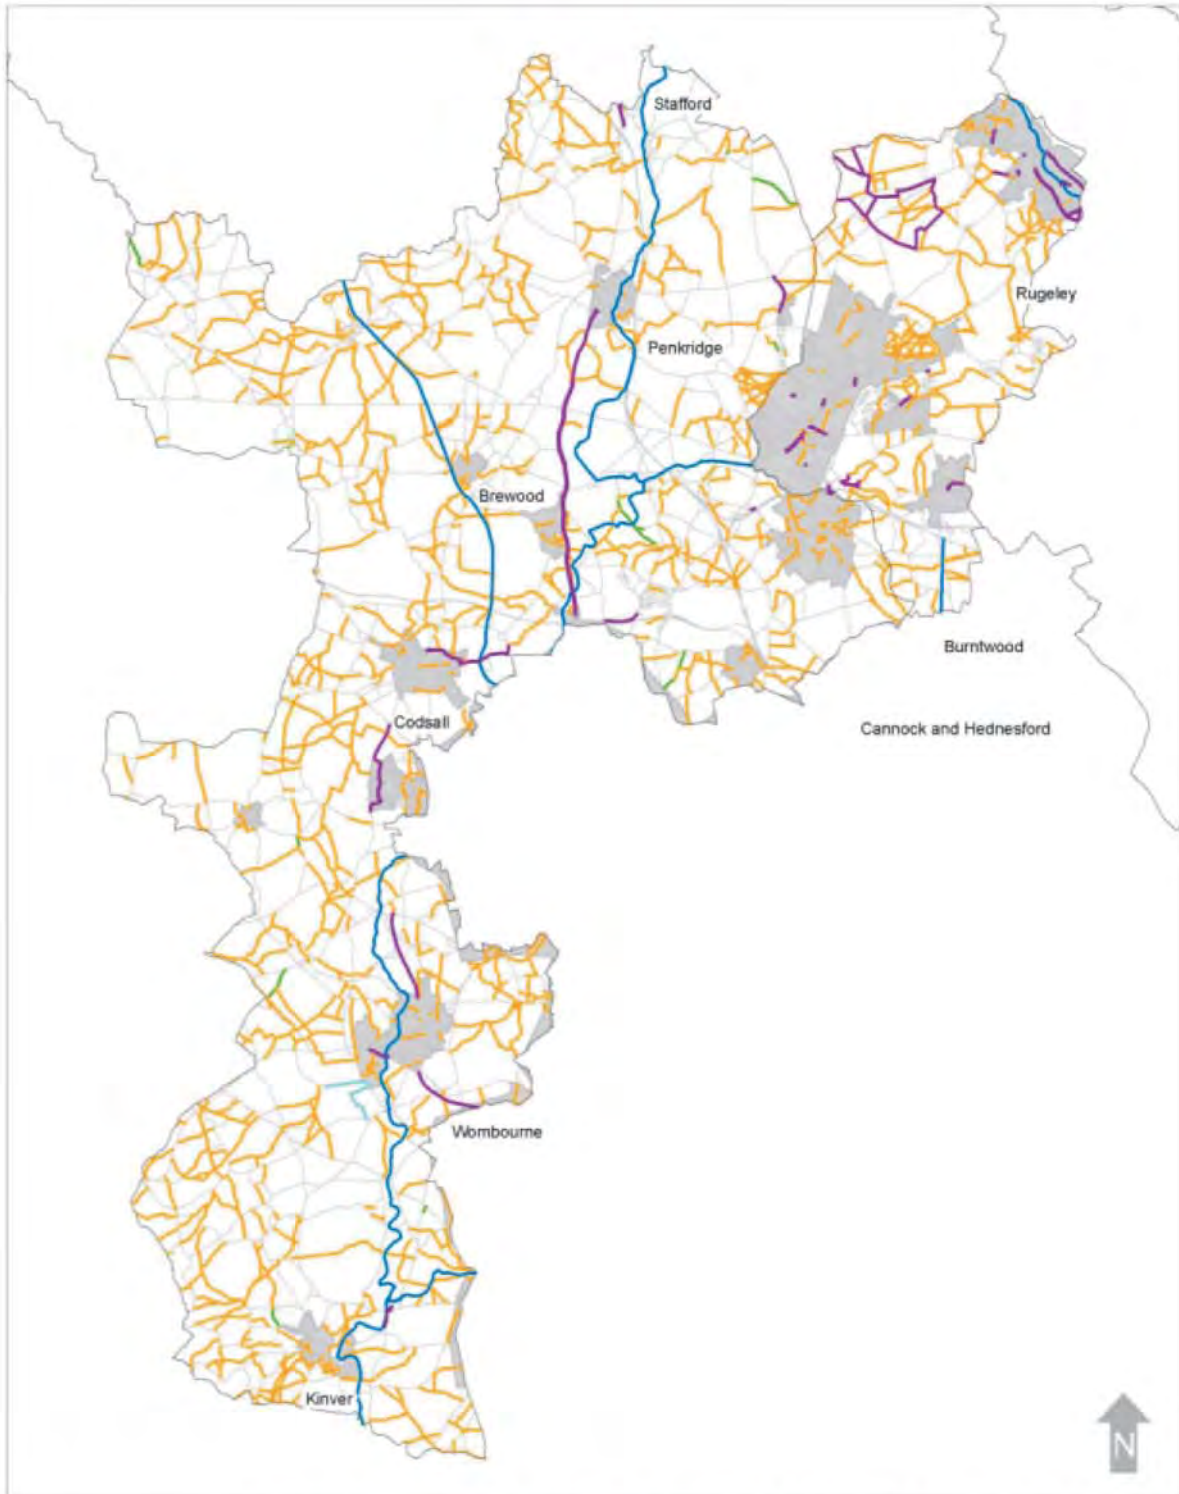 Stafford
Rugeley
Penkridge
Brewood
Burntwood
Codsall
Cannock and Hednesford
Wombourne
Kinver
N